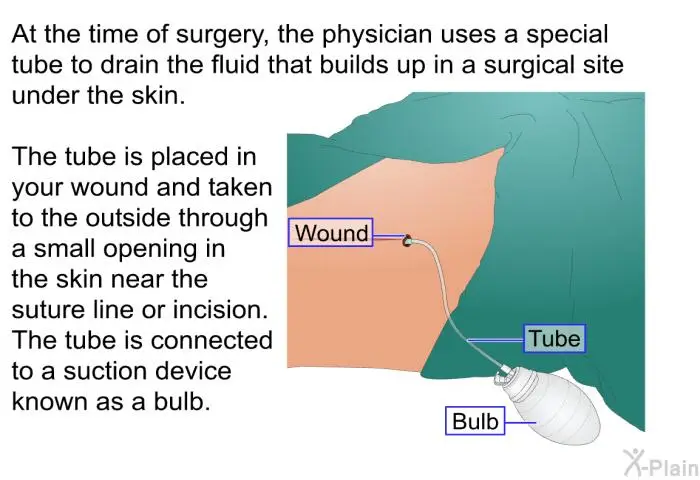 At the time of surgery, the physician uses a special
tube to drain the fluid that builds up in a surgical site
under the skin.
The tube is placed in
your wound and taken
to the outside through
a small opening in
the skin near the
suture line or incision.
The tube is connected
to a suction device
known as a bulb.
Wound
Tube
Bulb
X-Plain